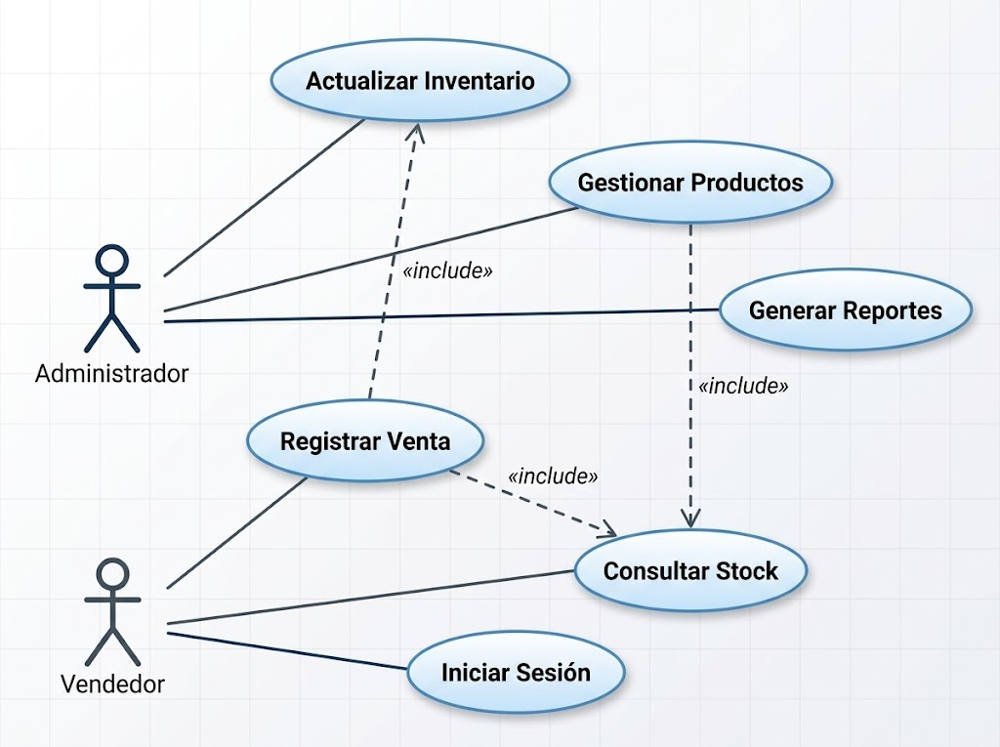 Actualizar Inventario
Gestionar Productos
«include»
Generar Reportes
Administrador
«include»
Registrar Venta
«include»
Consultar Stock
Iniciar Sesión
Vendedor